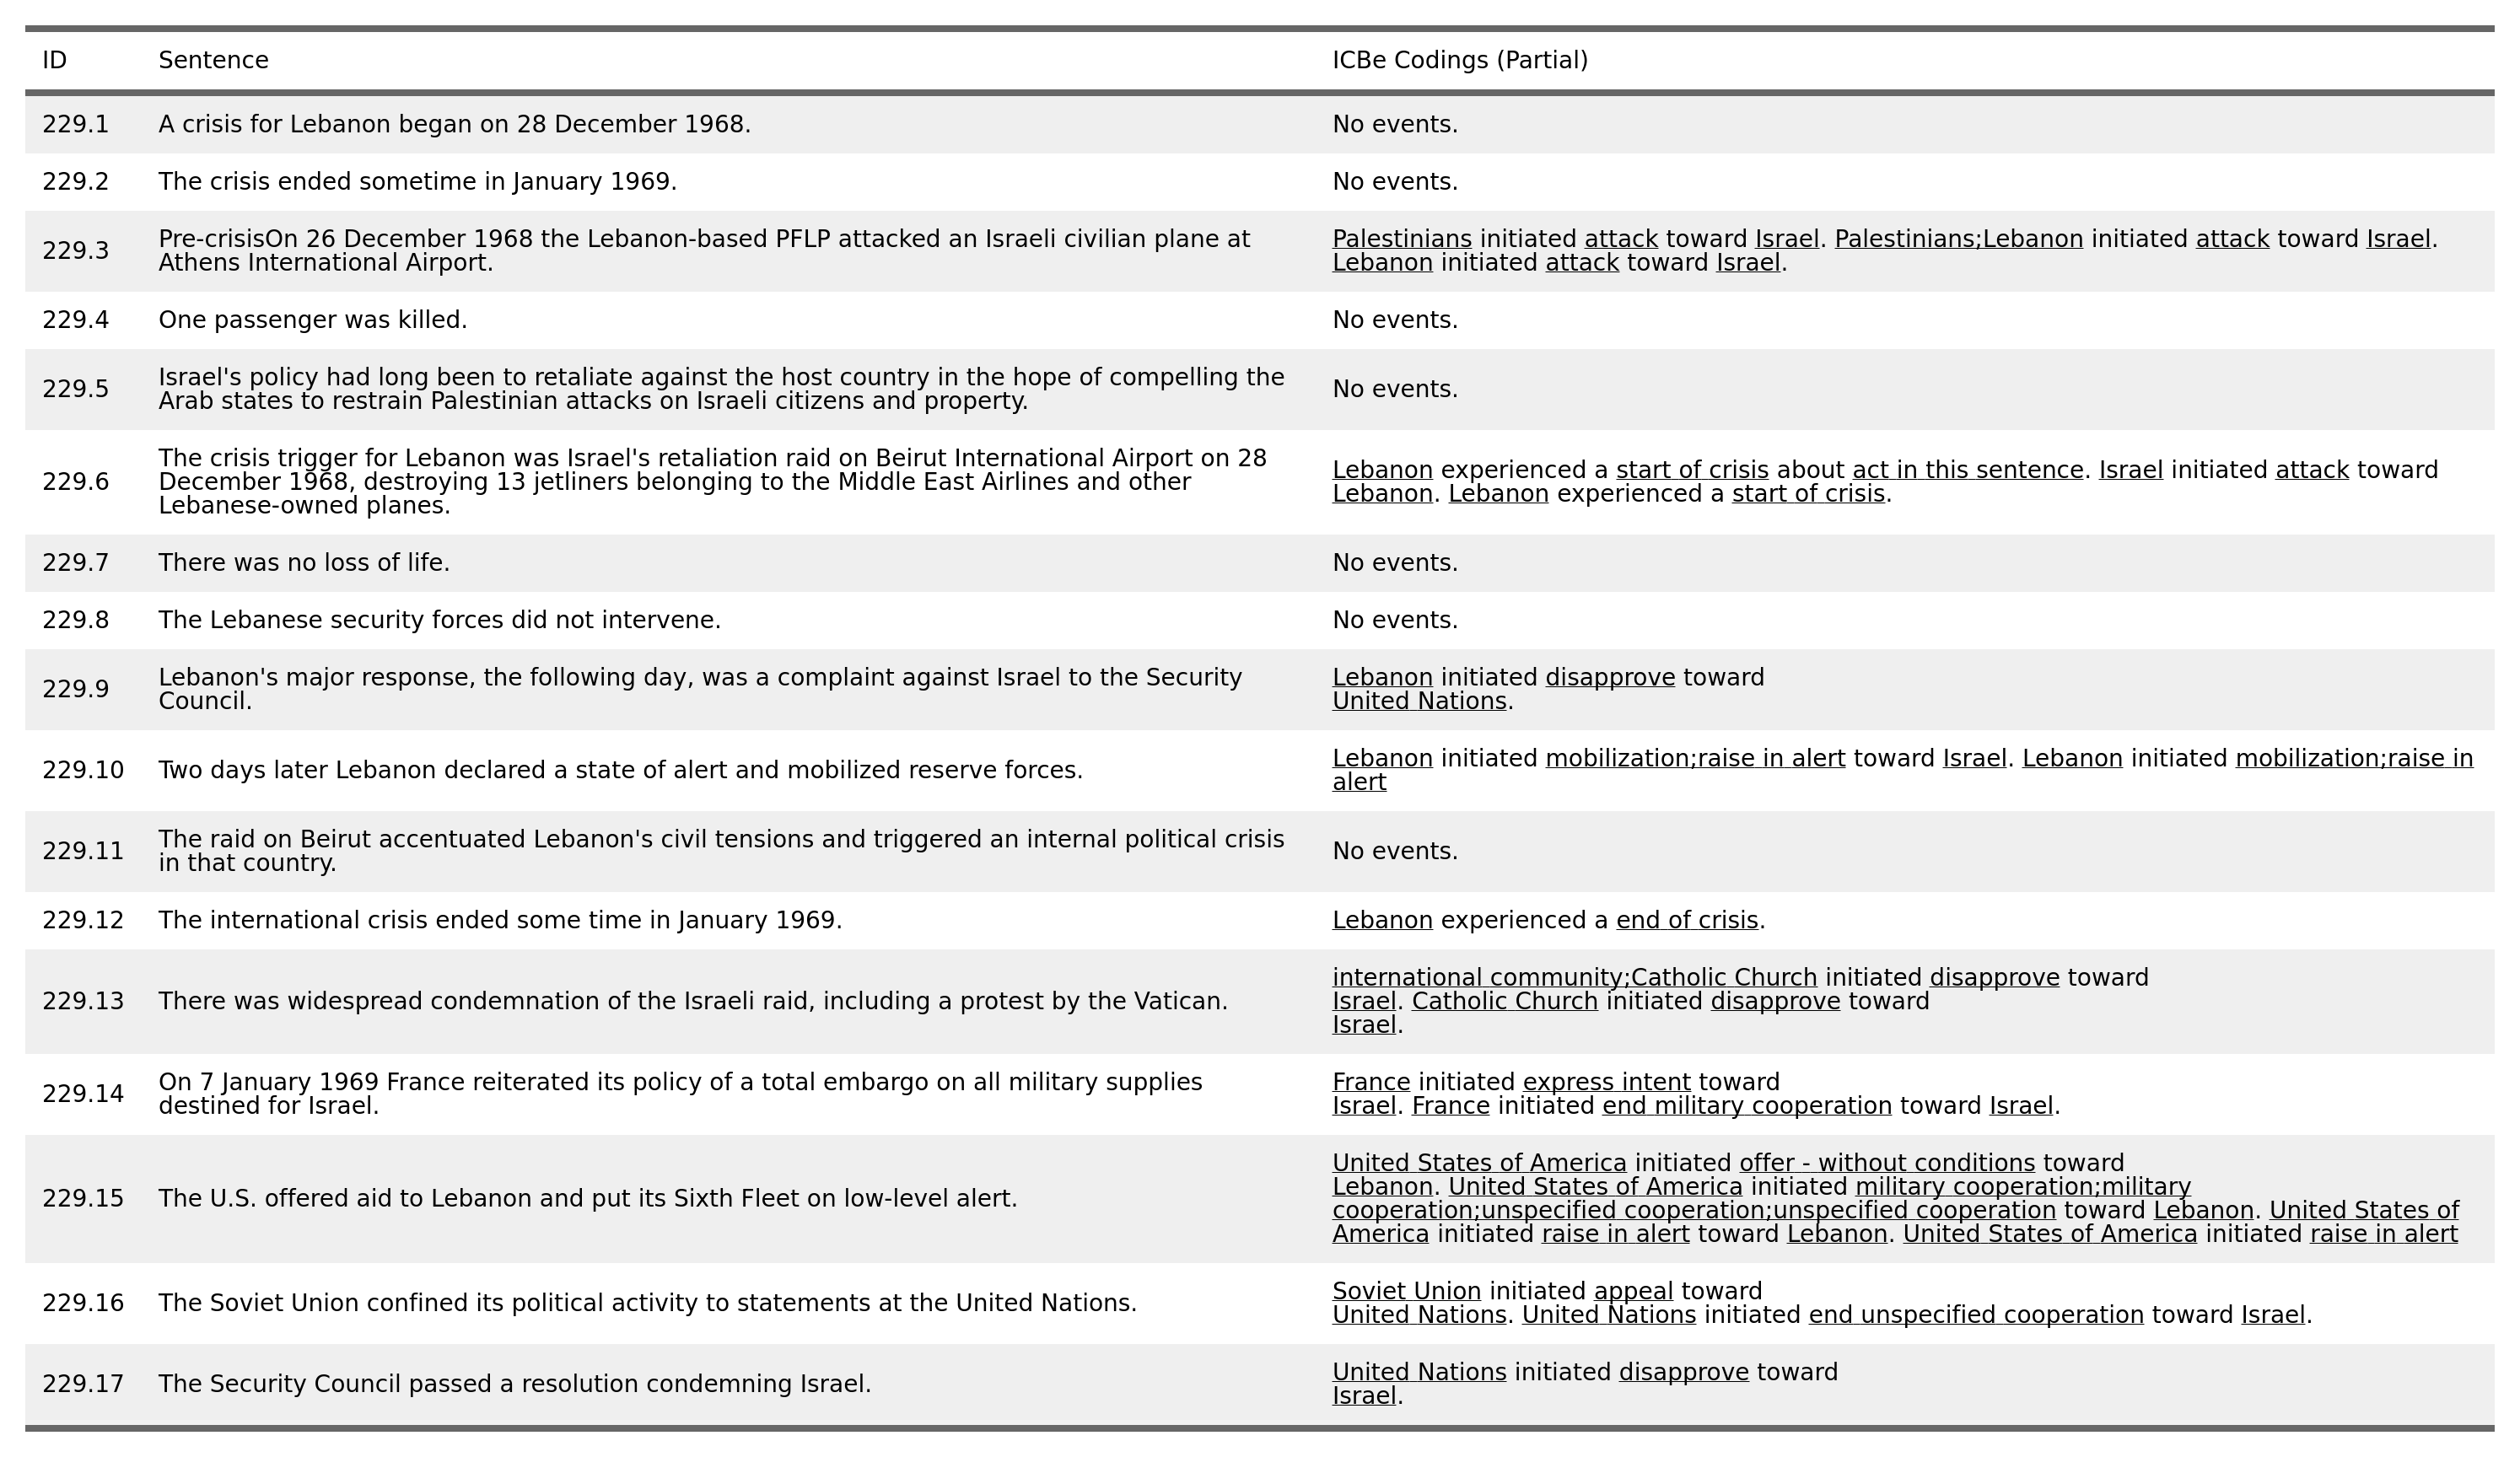 ID Sentence ICBe Codings (Partial)
229.1 A crisis for Lebanon began on 28 December 1968. No events.
229.2 The crisis ended sometime in January 1969. No events.
229.3 Pre-crisisOn 26 December 1968 the Lebanon-based PFLP attacked an Israeli civilian plane at
Athens International Airport.
Palestinians initiated attack toward Israel. Palestinians;Lebanon initiated attack toward Israel.
Lebanon initiated attack toward Israel.
229.4 One passenger was killed. No events.
229.5 Israel's policy had long been to retaliate against the host country in the hope of compelling the
Arab states to restrain Palestinian attacks on Israeli citizens and property.
No events.
229.6 The crisis trigger for Lebanon was Israel's retaliation raid on Beirut International Airport on 28
December 1968, destroying 13 jetliners belonging to the Middle East Airlines and other
Lebanese-owned planes.
Lebanon experienced a start of crisis about act in this sentence. Israel initiated attack toward
Lebanon. Lebanon experienced a start of crisis.
229.7 There was no loss of life. No events.
229.8 The Lebanese security forces did not intervene. No events.
229.9 Lebanon's major response, the following day, was a complaint against Israel to the Security
Council.
Lebanon initiated disapprove toward
United Nations.
229.10 Two days later Lebanon declared a state of alert and mobilized reserve forces.
Lebanon initiated mobilization;raise in alert toward Israel. Lebanon initiated mobilization;raise in
alert
229.11 The raid on Beirut accentuated Lebanon's civil tensions and triggered an internal political crisis
in that country.
No events.
229.12 The international crisis ended some time in January 1969. Lebanon experienced a end of crisis.
229.13 There was widespread condemnation of the Israeli raid, including a protest by the Vatican.
international community;Catholic Church initiated disapprove toward
Israel. Catholic Church initiated disapprove toward
Israel.
229.14 On 7 January 1969 France reiterated its policy of a total embargo on all military supplies
destined for Israel.
France initiated express intent toward
Israel. France initiated end military cooperation toward Israel.
229.15 The U.S. offered aid to Lebanon and put its Sixth Fleet on low-level alert.
United States of America initiated offer - without conditions toward
Lebanon. United States of America initiated military cooperation;military
cooperation;unspecified cooperation;unspecified cooperation toward Lebanon. United States of
America initiated raise in alert toward Lebanon. United States of America initiated raise in alert
229.16 The Soviet Union confined its political activity to statements at the United Nations.
Soviet Union initiated appeal toward
United Nations. United Nations initiated end unspecified cooperation toward Israel.
229.17 The Security Council passed a resolution condemning Israel.
United Nations initiated disapprove toward
Israel.